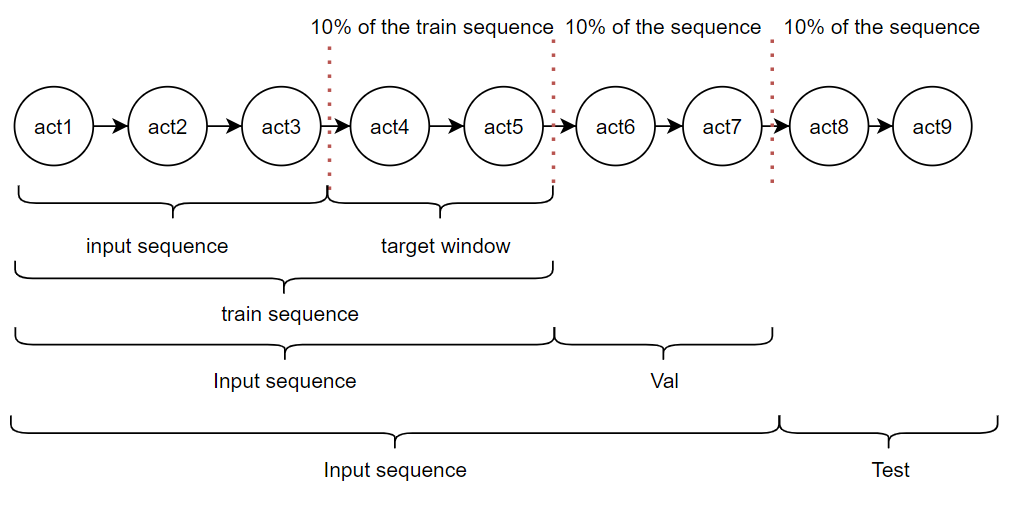 10% of the train sequence 10% of the sequence 10% of the sequence
act1 act2 act3 act4 act5 act6 act7 act8 act9
input sequence target window
train sequence
Input sequence Val
Input sequence Test